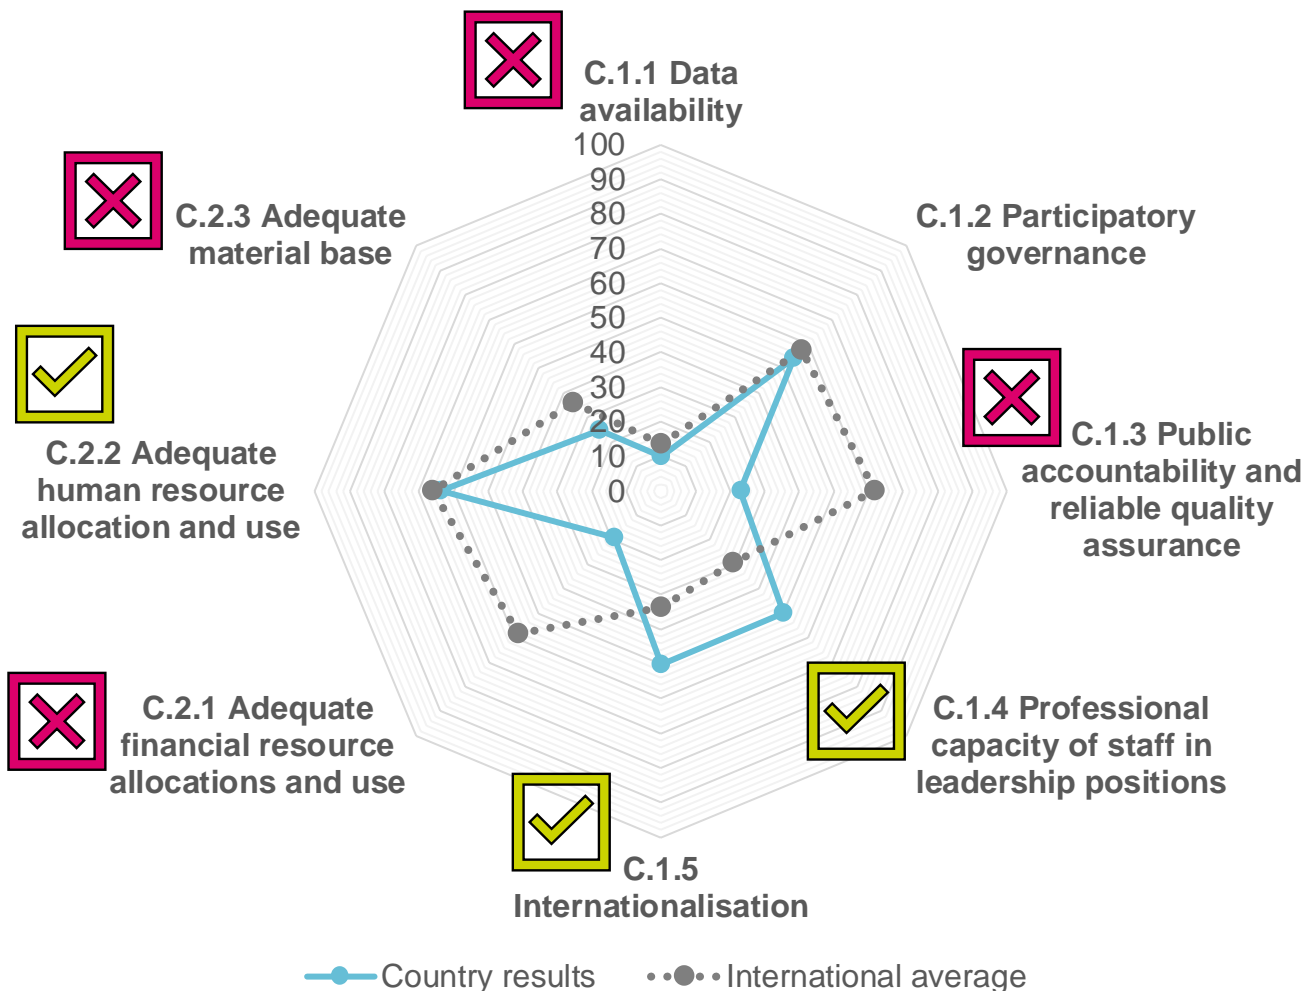 C.1.1 Data
availability
100
90
80
70
60
50
40
30
20
10
0
C.1.2 Participatory
governance
C.1.3 Public
accountability and
reliable quality
assurance
C.1.4 Professional
capacity of staff in
leadership positions
C.1.5
Internationalisation
C.2.1 Adequate
financial resource
allocations and use
C.2.2 Adequate
human resource
allocation and use
C.2.3 Adequate
material base
Country results
International average